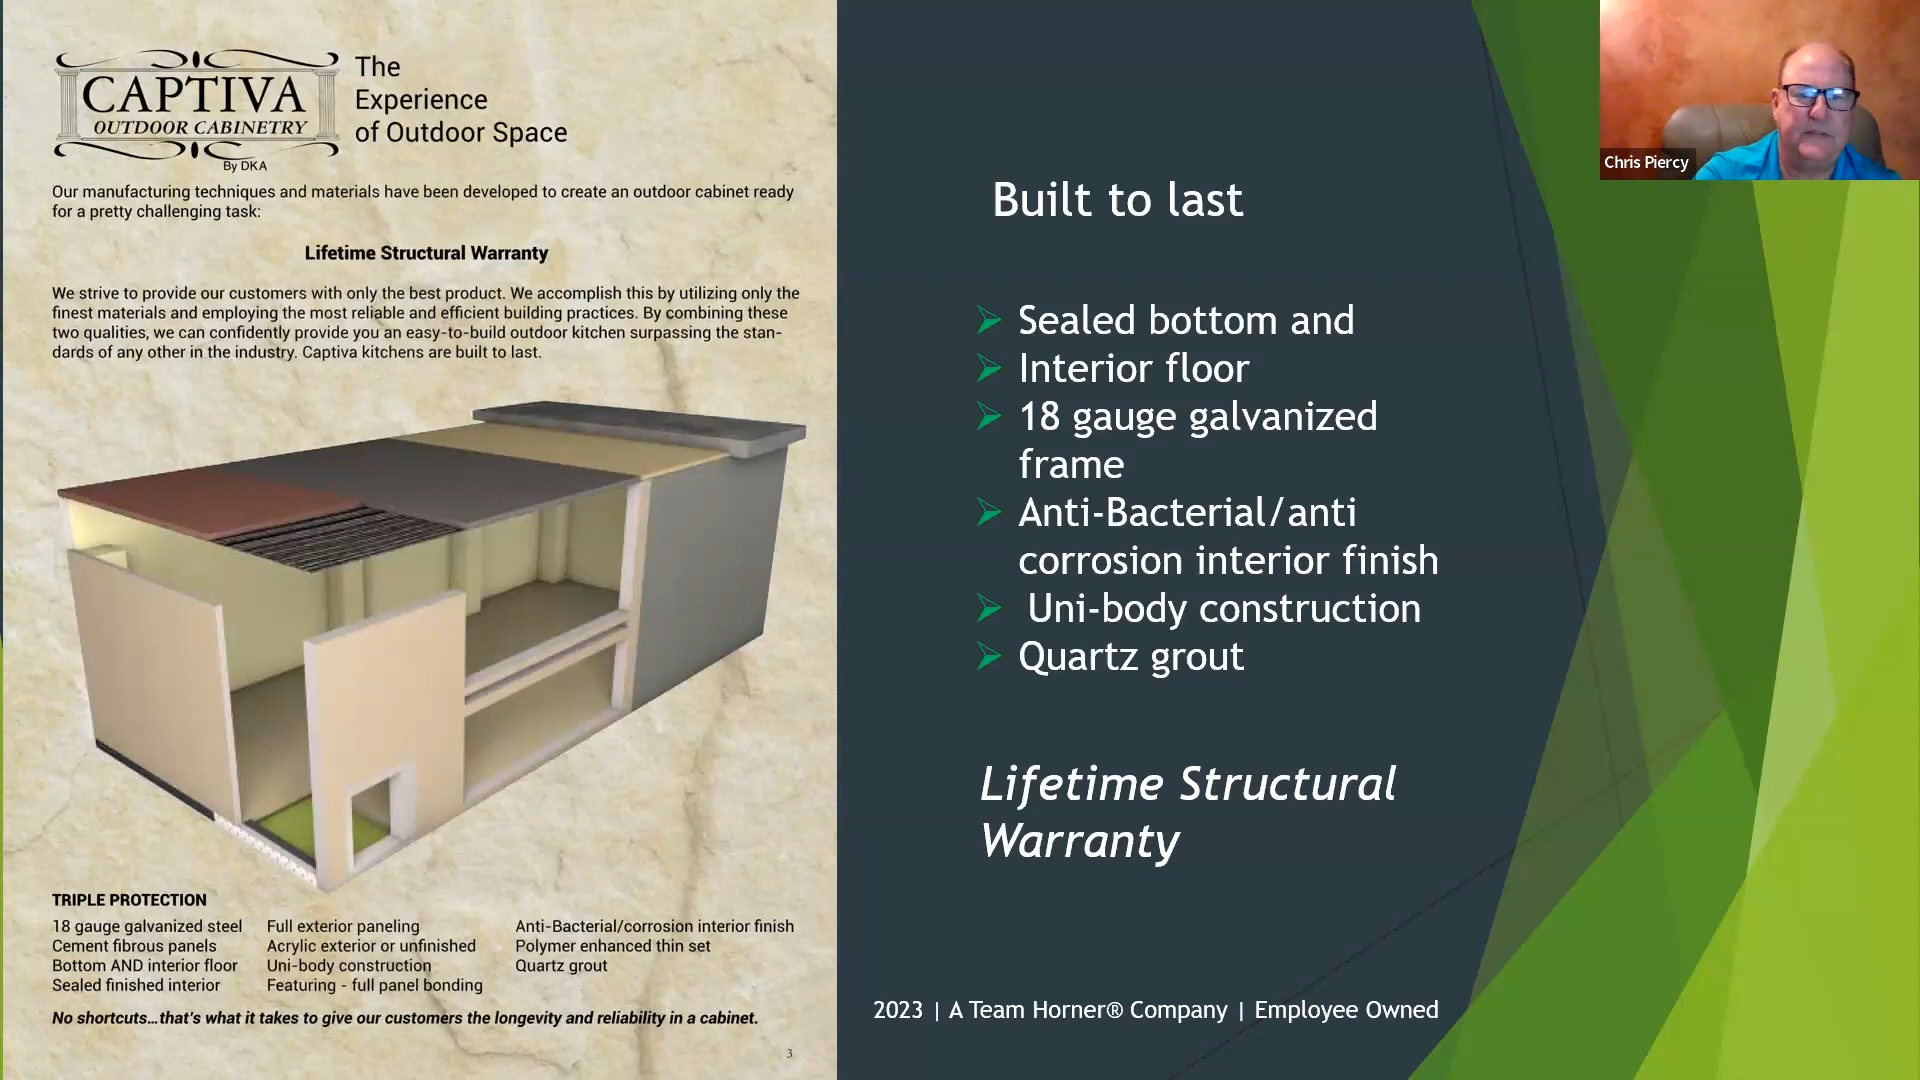 CAPTIVA
OUTDOOR CABINETRY
By DKA
The
Experience
of Outdoor Space
Our manufacturing techniques and materials have been developed to create an outdoor cabinet ready
for a pretty challenging task:
Lifetime Structural Warranty
We strive to provide our customers with only the best product. We accomplish this by utilizing only the
finest materials and employing the most reliable and efficient building practices. By combining these
two qualities, we can confidently provide you an easy-to-build outdoor kitchen surpassing the stan-
dards of any other in the industry. Captiva kitchens are built to last.
TRIPLE PROTECTION
18 gauge galvanized steel
Cement fibrous panels
Bottom AND interior floor
Sealed finished interior
Full exterior paneling
Acrylic exterior or unfinished
Uni-body construction
Featuring - full panel bonding
Anti-Bacterial/corrosion interior finish
Polymer enhanced thin set
Quartz grout
No shortcuts...that's what it takes to give our customers the longevity and reliability in a cabinet.
3
Built to last
Sealed bottom and
Interior floor
18 gauge galvanized
frame
Anti-Bacterial/anti
corrosion interior finish
Uni-body construction
Quartz grout
Lifetime Structural
Warranty
2023 | A Team Horner® Company | Employee Owned
Chris Piercy